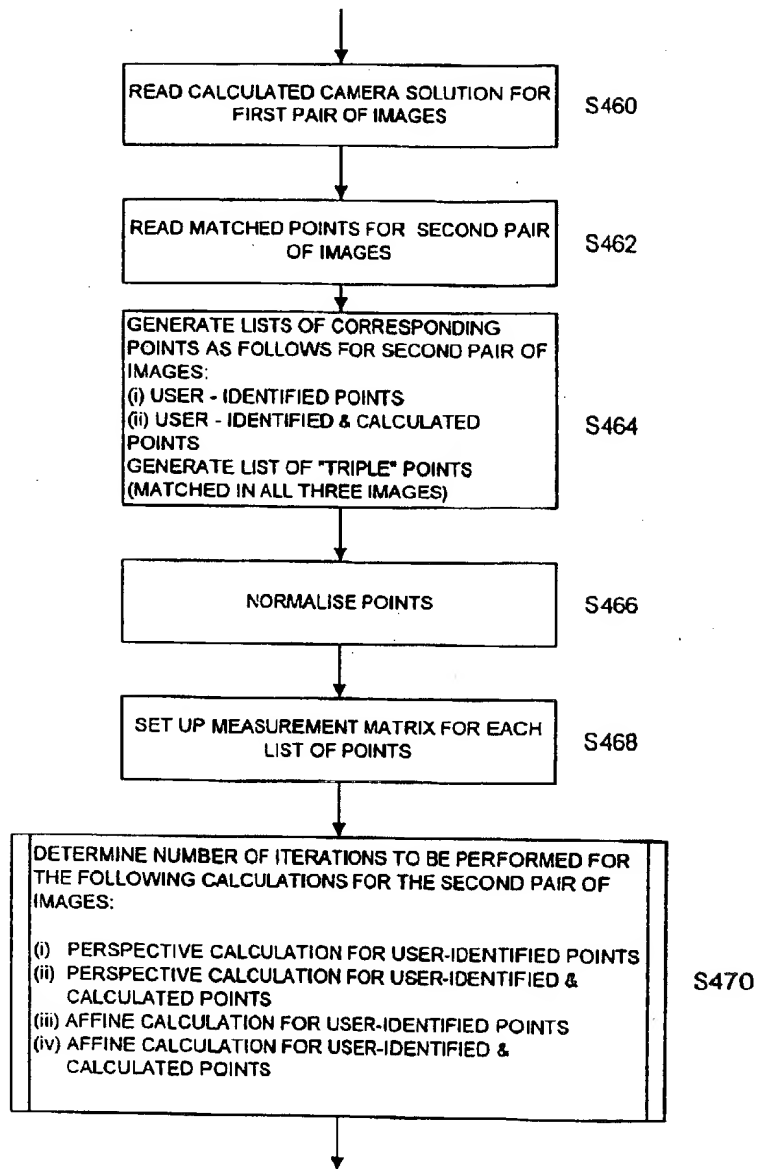 READ CALCULATED CAMERA SOLUTION FOR
FIRST PAIR OF IMAGES
S460
READ MATCHED POINTS FOR SECOND PAIR
OF IMAGES
S462
GENERATE LISTS OF CORRESPONDING
POINTS AS FOLLOWS FOR SECOND PAIR OF
IMAGES:
(i) USER - IDENTIFIED POINTS
(ii) USER - IDENTIFIED & CALCULATED
POINTS
GENERATE LIST OF "TRIPLE" POINTS
(MATCHED IN ALL THREE IMAGES)
S464
NORMALISE POINTS
S466
SET UP MEASUREMENT MATRIX FOR EACH
LIST OF POINTS
S468
DETERMINE NUMBER OF ITERATIONS TO BE PERFORMED FOR
THE FOLLOWING CALCULATIONS FOR THE SECOND PAIR OF
IMAGES:
(i) PERSPECTIVE CALCULATION FOR USER-IDENTIFIED POINTS
(ii) PERSPECTIVE CALCULATION FOR USER-IDENTIFIED &
CALCULATED POINTS
(iii) AFFINE CALCULATION FOR USER-IDENTIFIED POINTS
(iv) AFFINE CALCULATION FOR USER-IDENTIFIED &
CALCULATED POINTS
S470